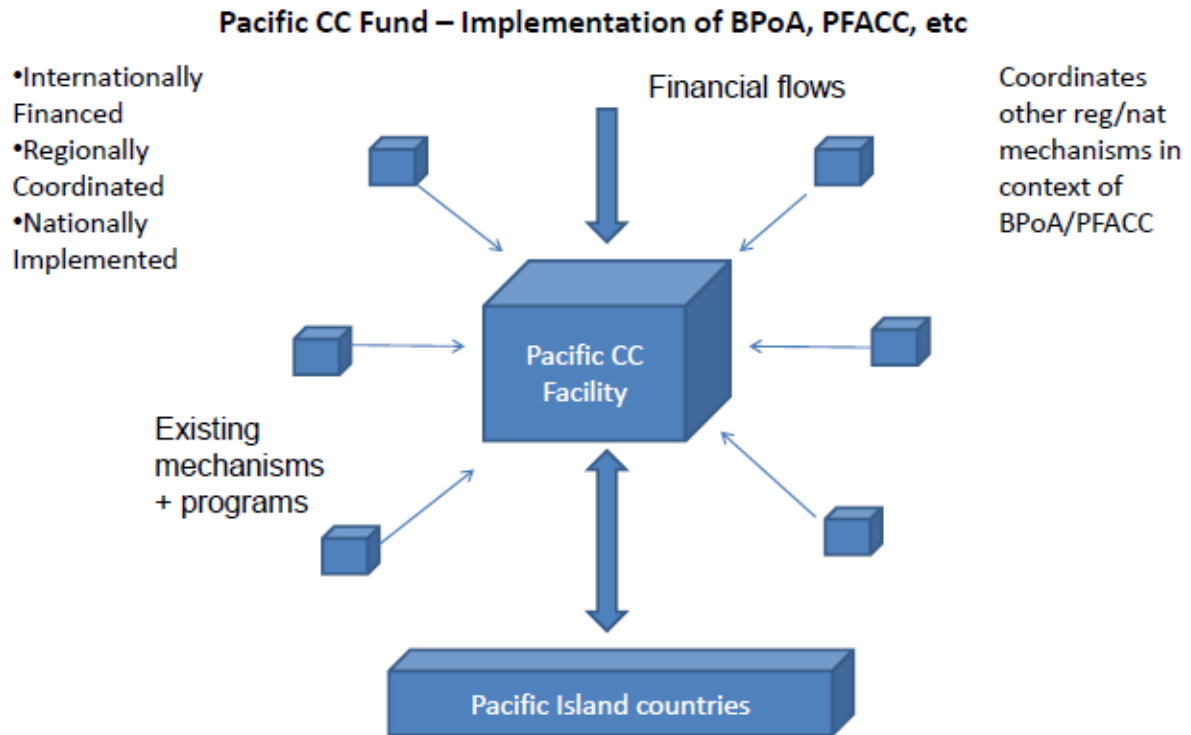 Pacific CC Fund – Implementation of BPoA, PFACC, etc
•Internationally
Financed
•Regionally
Coordinated
•Nationally
Implemented
Financial flows
Coordinates
other reg/nat
mechanisms in
context of
BPoA/PFACC
Pacific CC
Facility
Existing
mechanisms
+ programs
Pacific Island countries